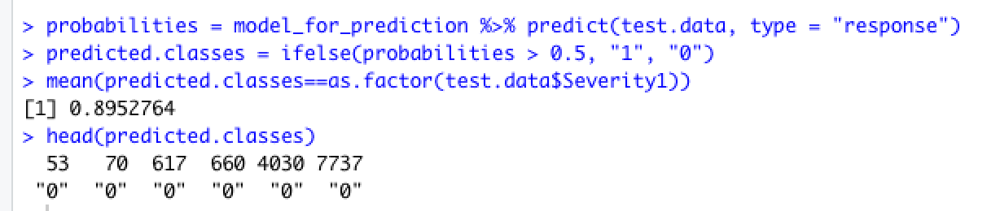 > probabilities = model_for_prediction %>% predict(test.data, type = "response")
> predicted.classes = ifelse(probabilities > 0.5, "1", "0")
> mean(predicted.classes==as.factor(test.data$Severity1))
[1] 0.8952764
> head(predicted.classes)
  53   70  617  660 4030 7737
 "0"  "0"  "0"  "0"  "0"  "0"